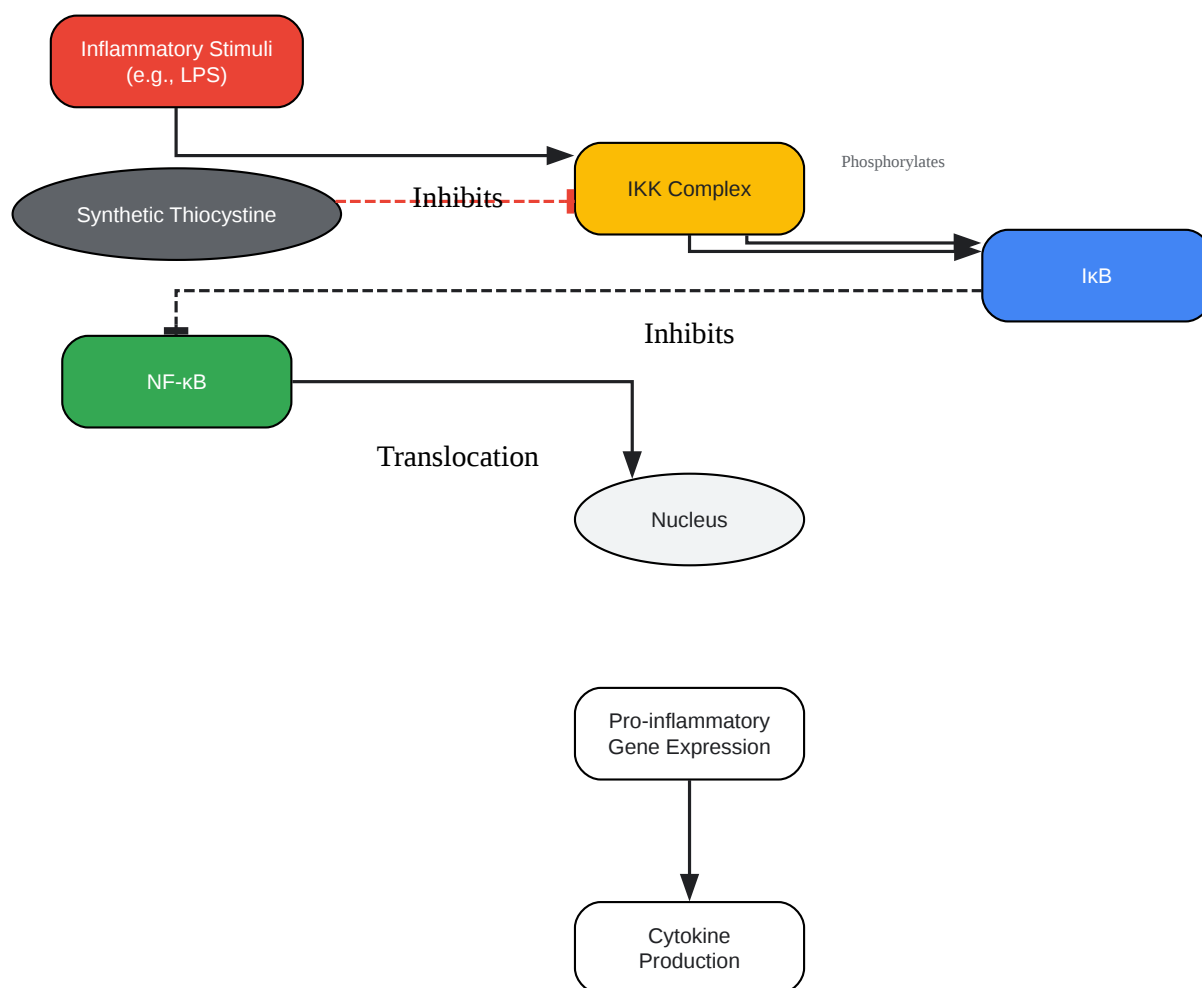 Inflammatory Stimuli
(e.g., LPS)
Phosphorylates
IKK Complex
Inhibits
Synthetic Thiocystine
IκB
Inhibits
NF-κB
Translocation
Nucleus
Pro-inflammatory
Gene Expression
Cytokine
Production